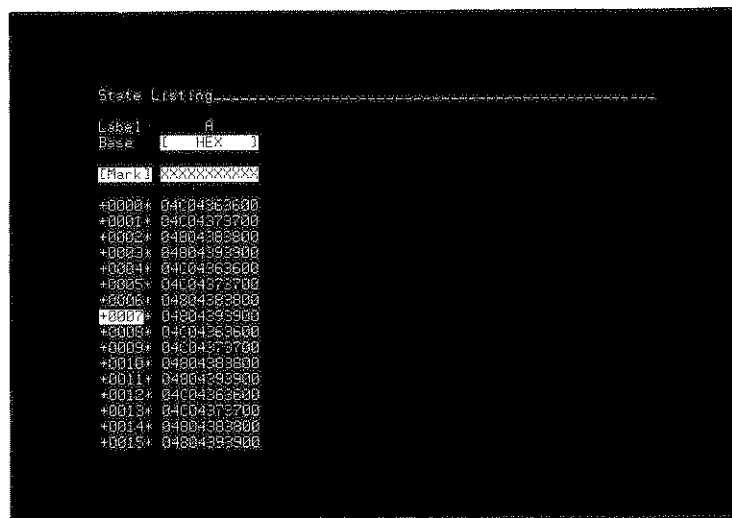 State Listing
Label A
Base [ HEX ]
[Mark] XXXXXXXXXX
+0000* 04C0436360​0
+0001* 04C04373700
+0002* 04804383800
+0003* 04804393900
+0004* 04C04363600
+0005* 04C04373700
+0006* 04804383800
+0007* 04804393900
+0008* 04C04363600
+0009* 04C04373700
+0010* 04804383800
+0011* 04804393900
+0012* 04C04363600
+0013* 04C04373700
+0014* 04804383800
+0015* 04804393900